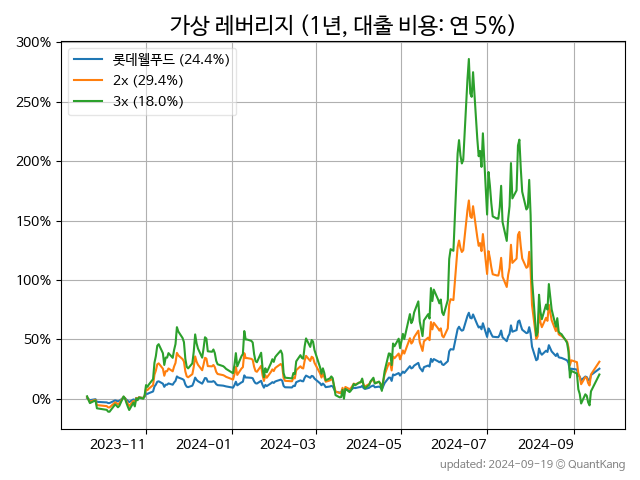 가상 레버리지 (1년, 대출 비용: 연 5%)
300%
250%
200%
150%
100%
50%
0%
롯데웰푸드 (24.4%)
2x (29.4%)
3x (18.0%)
2023-11
2024-01
2024-03
2024-05
2024-07
2024-09
updated: 2024-09-19 @ QuantKang